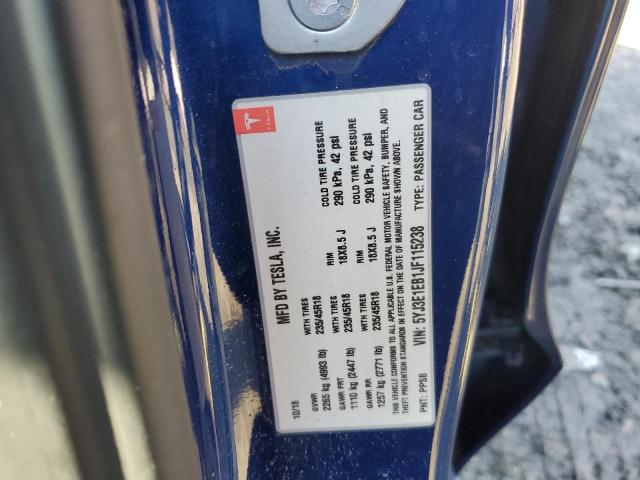 TESLA
MFD BY TESLA, INC.
10/18
GVWR WITH TIRES RIM COLD TIRE PRESSURE
2265 kg (4993 lb) 235/45R18 18X8.5 J 290 kPa, 42 psi
GAWR FRT WITH TIRES RIM COLD TIRE PRESSURE
1110 kg (2447 lb) 235/45R18 18X8.5 J 290 kPa, 42 psi
GAWR RR WITH TIRES RIM COLD TIRE PRESSURE
1257 kg (2771 lb) 235/45R18 18X8.5 J 290 kPa, 42 psi
THIS VEHICLE CONFORMS TO ALL APPLICABLE U.S. FEDERAL MOTOR VEHICLE SAFETY, BUMPER, AND
THEFT PREVENTION STANDARDS IN EFFECT ON THE DATE OF MANUFACTURE SHOWN ABOVE.
VIN: 5YJ3E1EB1JF115238
PNT: PPSB TYPE: PASSENGER CAR